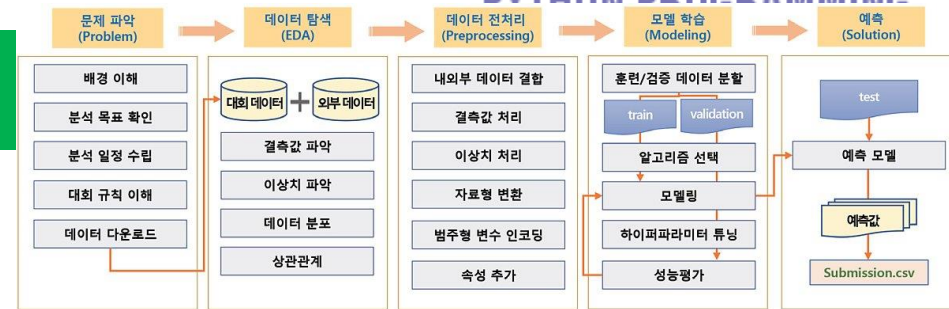 PYTHON PROGRAMMING
문제 파악
(Problem)
데이터 탐색
(EDA)
데이터 전처리
(Preprocessing)
모델 학습
(Modeling)
예측
(Solution)
배경 이해
분석 목표 확인
분석 일정 수립
대회 규칙 이해
데이터 다운로드
대회 데이터 + 외부 데이터
결측값 파악
이상치 파악
데이터 분포
상관관계
내외부 데이터 결합
결측값 처리
이상치 처리
자료형 변환
범주형 변수 인코딩
속성 추가
훈련/검증 데이터 분할
train
validation
알고리즘 선택
모델링
하이퍼파라미터 튜닝
성능평가
test
예측 모델
예측값
Submission.csv